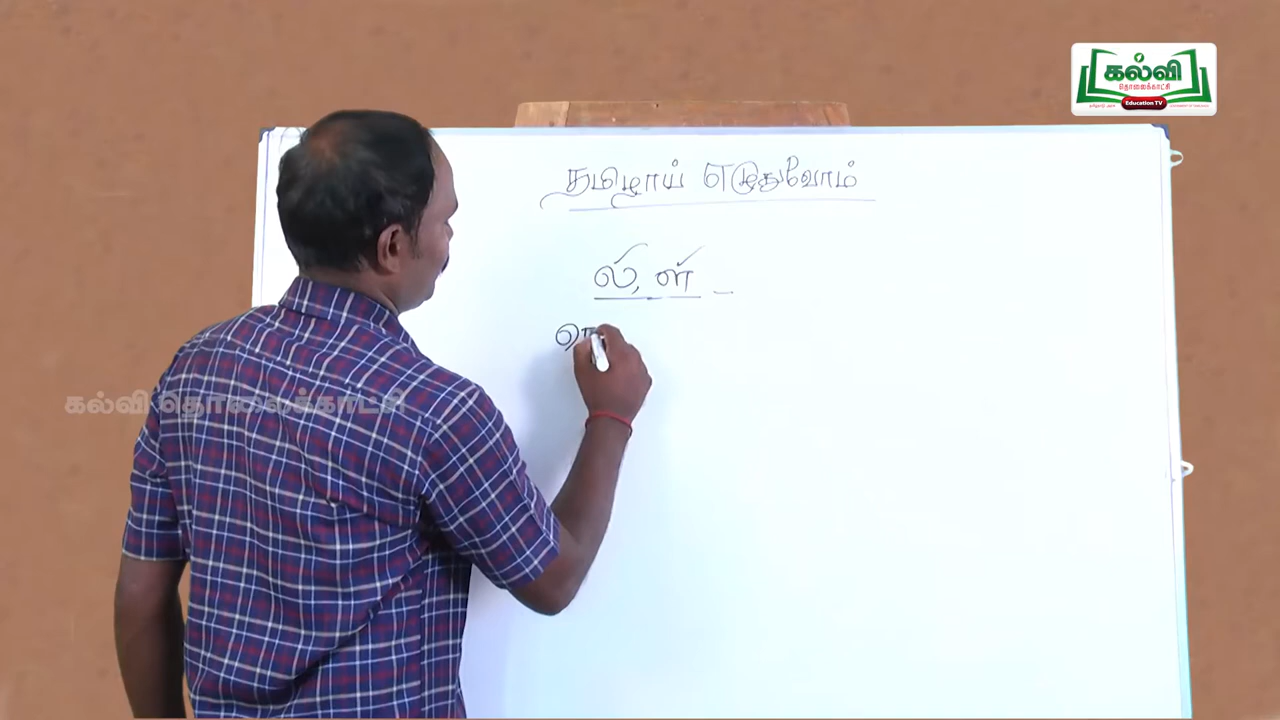 கல்வி
தொலைக்காட்சி
Education TV
தமிழாய் எழுதுவோம்
ல், ள் _
கல்வி தொலைக்காட்சி